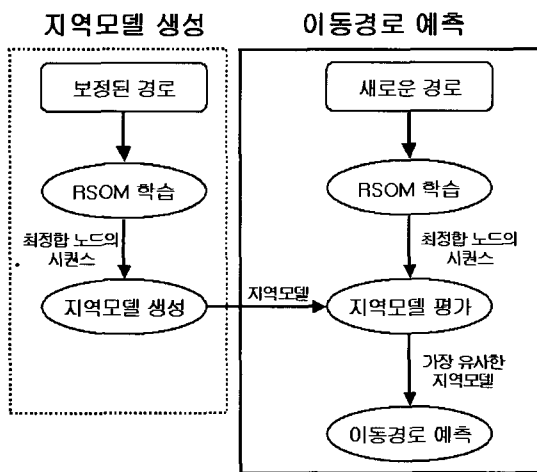 지역모델 생성
보정된 경로
RSOM 학습
최정합 노드의
시퀀스
지역모델 생성
지역모델
이동경로 예측
새로운 경로
RSOM 학습
최정합 노드의
시퀀스
지역모델 평가
가장 유사한
지역모델
이동경로 예측